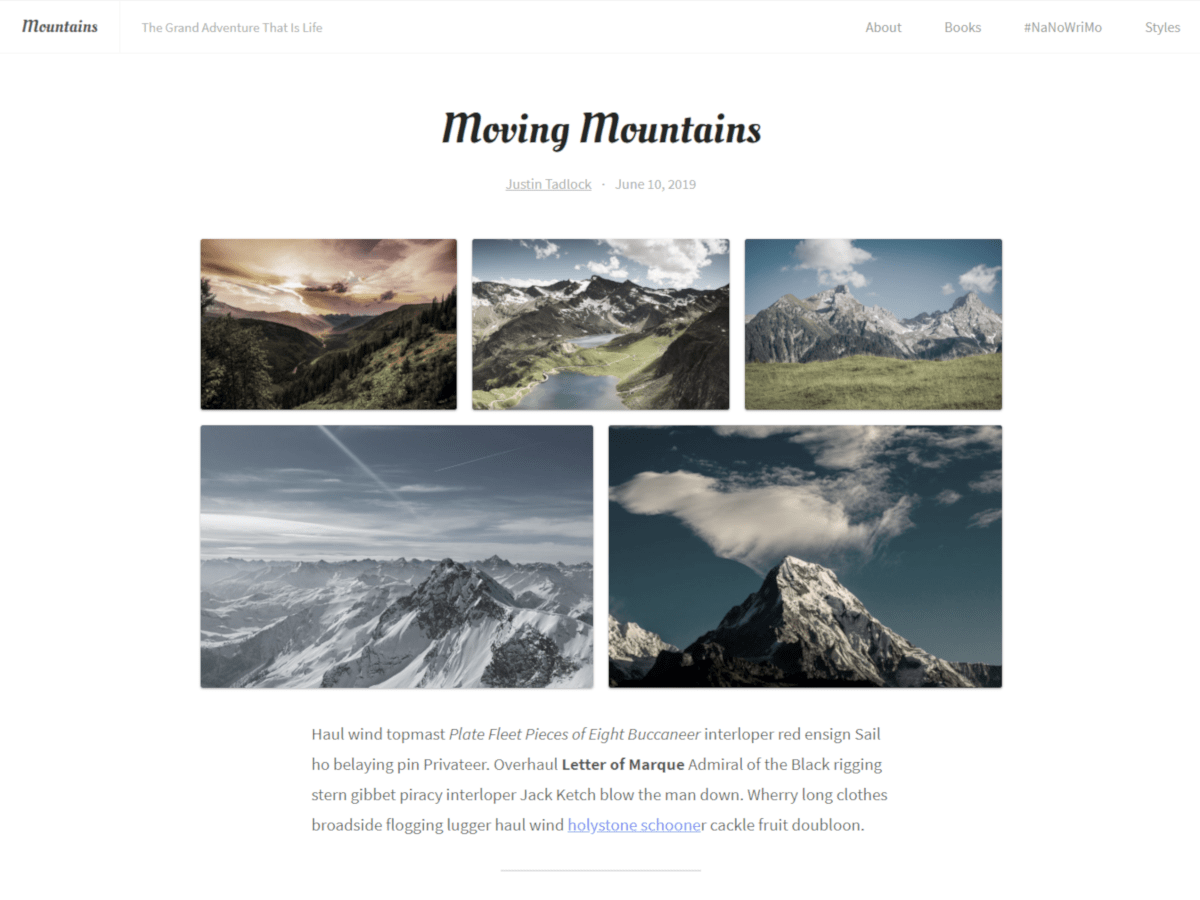 Mountains
The Grand Adventure That Is Life
About
Books
#NaNoWriMo
Styles
Moving Mountains
Justin Tadlock · June 10, 2019
Haul wind topmast Plate Fleet Pieces of Eight Buccaneer interloper red ensign Sail
ho belaying pin Privateer. Overhaul Letter of Marque Admiral of the Black rigging
stern gibbet piracy interloper Jack Ketch blow the man down. Wherry long clothes
broadside flogging lugger haul wind holystone schooner cackle fruit doubloon.